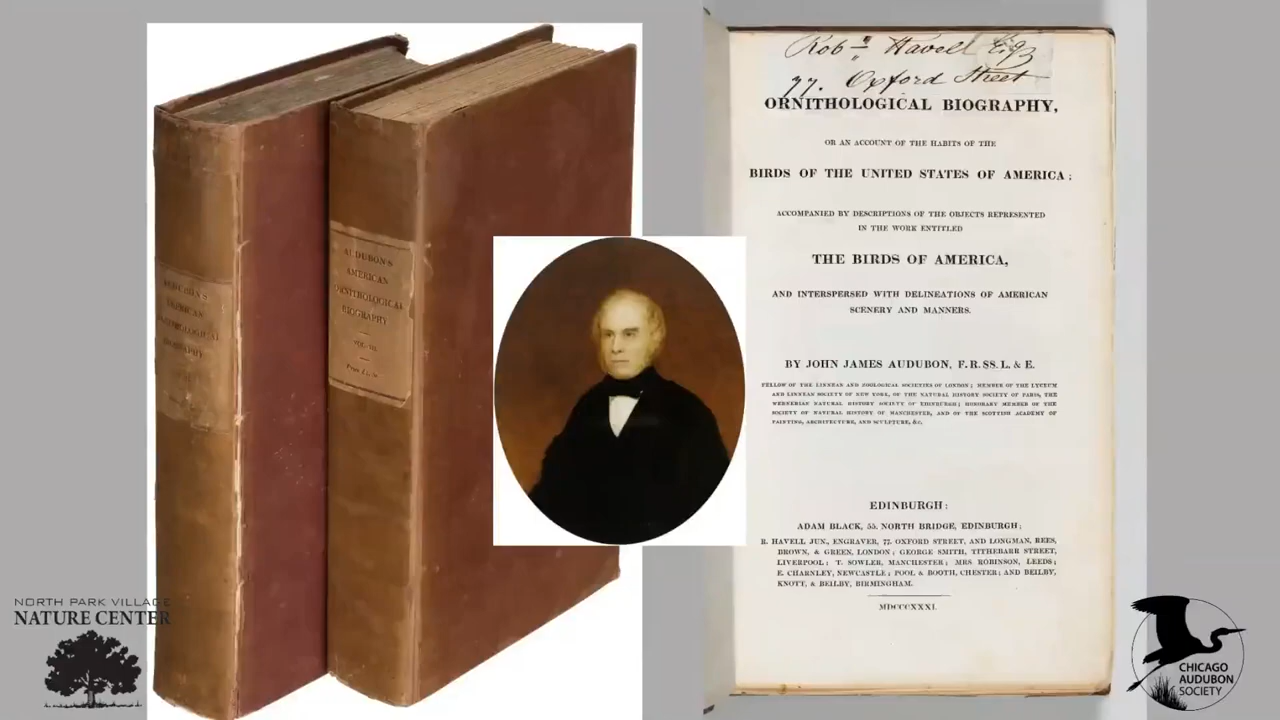 AUDUBON'S
AMERICAN
ORNITHOLOGICAL
BIOGRAPHY
VOL. III.
Robt Havell Esq
77. Oxford Street
ORNITHOLOGICAL BIOGRAPHY,
OR AN ACCOUNT OF THE HABITS OF THE
BIRDS OF THE UNITED STATES OF AMERICA;
ACCOMPANIED BY DESCRIPTIONS OF THE OBJECTS REPRESENTED
IN THE WORK ENTITLED
THE BIRDS OF AMERICA,
AND INTERSPERSED WITH DELINEATIONS OF AMERICAN
SCENERY AND MANNERS.
BY JOHN JAMES AUDUBON, F.R.SS.L. & E.
FELLOW OF THE LINNEAN AND ZOOLOGICAL SOCIETIES OF LONDON; MEMBER OF THE LYCEUM
AND LINNEAN SOCIETY OF NEW YORK, OF THE NATURAL HISTORY SOCIETY OF PARIS, THE
WERNERIAN NATURAL HISTORY SOCIETY OF EDINBURGH; HONORARY MEMBER OF THE
SOCIETY OF NATURAL HISTORY OF MANCHESTER, AND OF THE SCOTTISH ACADEMY OF
PAINTING, ARCHITECTURE, AND SCULPTURE, &c.
EDINBURGH:
ADAM BLACK, 55. NORTH BRIDGE, EDINBURGH;
R. HAVELL JUN., ENGRAVER, 77. OXFORD STREET, AND LONGMAN, REES,
BROWN, & GREEN, LONDON; GEORGE SMITH, TITHEBARR STREET,
LIVERPOOL; T. SOWLER, MANCHESTER; MRS ROBINSON, LEEDS;
E. CHARNLEY, NEWCASTLE; POOL & BOOTH, CHESTER; AND BEILBY,
KNOTT, & BEILBY, BIRMINGHAM.
MDCCCXXXI.
NORTH PARK VILLAGE
NATURE CENTER
CHICAGO
AUDUBON
SOCIETY